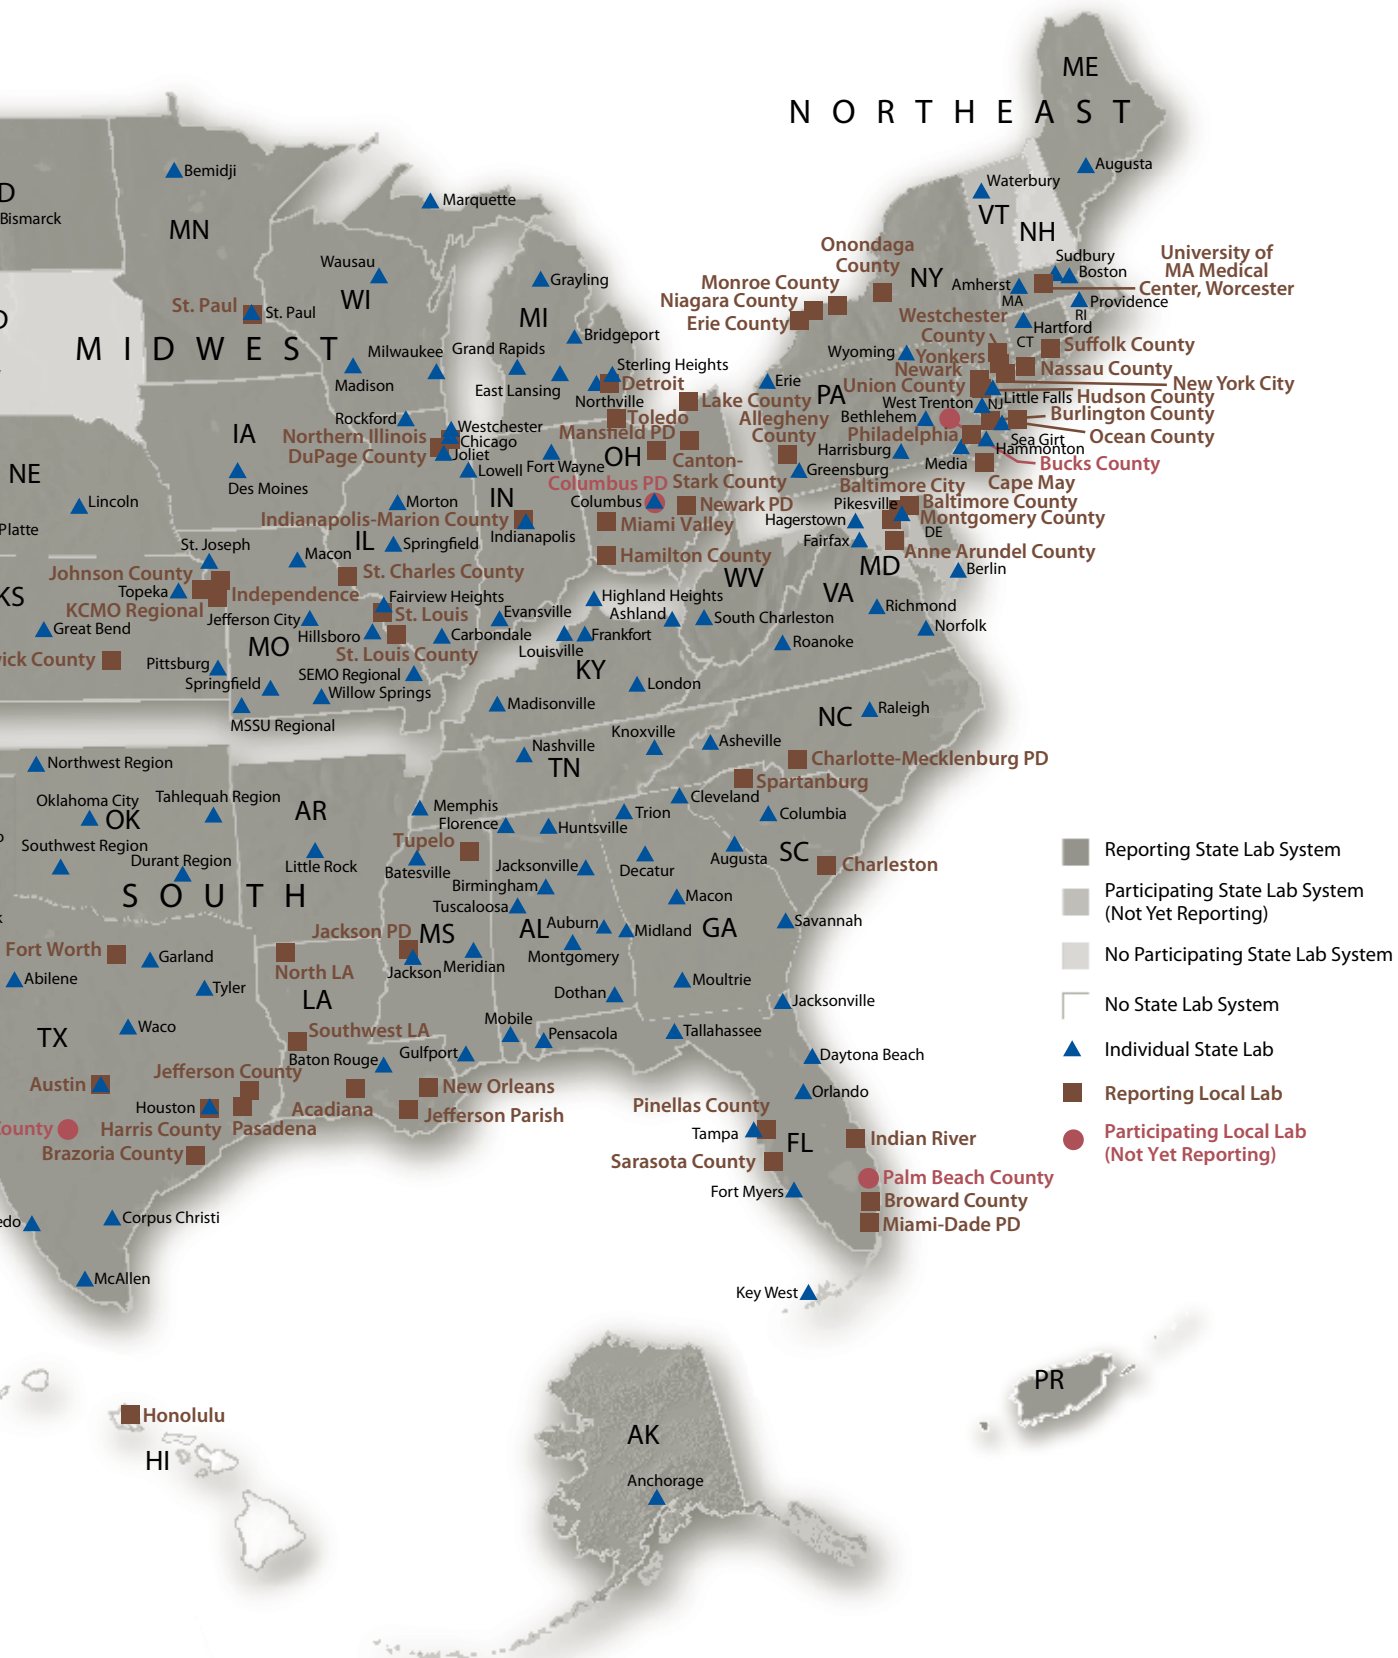 NORTHEAST
ME
Augusta
Waterbury
VT
NH
Bemidji
MN
D
Bismarck
Marquette
Wausau
WI
St. Paul
St. Paul
MIDWEST
Grayling
MI
Bridgeport
Milwaukee
Grand Rapids
Madison
East Lansing
Sterling Heights
Detroit
Northville
Onondaga
County
Monroe County
Niagara County
Erie County
NY
Sudbury
Boston
Amherst
MA
University of
MA Medical
Center, Worcester
Providence
RI
Hartford
CT
Westchester
County
Suffolk County
Wyoming
Yonkers
Newark
Nassau County
Union County
New York City
Erie
PA
West Trenton
NJ
Little Falls
Hudson County
Bethlehem
Burlington County
Philadelphia
Sea Girt
Ocean County
Harrisburg
Media
Hammonton
Bucks County
Greensburg
Cape May
Lake County
Allegheny
County
Toledo
Mansfield PD
OH
Canton-
Stark County
Columbus PD
Columbus
Newark PD
Miami Valley
Hamilton County
Rockford
Westchester
Northern Illinois
Chicago
DuPage County
Joliet
Lowell
Fort Wayne
IA
Des Moines
NE
Lincoln
Platte
Morton
IN
Indianapolis-Marion County
Indianapolis
IL
Springfield
St. Joseph
Macon
Johnson County
St. Charles County
KS
Topeka
Independence
Fairview Heights
KCMO Regional
Jefferson City
St. Louis
Evansville
Great Bend
Hillsboro
Carbondale
MO
St. Louis County
wick County
Pittsburg
SEMO Regional
Springfield
Willow Springs
MSSU Regional
Baltimore City
Pikesville
Baltimore County
Hagerstown
Montgomery County
DE
Fairfax
Anne Arundel County
MD
Berlin
WV
VA
Highland Heights
Ashland
South Charleston
Richmond
Norfolk
Roanoke
Louisville
Frankfort
KY
London
Madisonville
NC
Raleigh
Knoxville
Asheville
Nashville
TN
Charlotte-Mecklenburg PD
Spartanburg
Northwest Region
Oklahoma City
Tahlequah Region
OK
AR
Southwest Region
Durant Region
Little Rock
SOUTH
Memphis
Florence
Huntsville
Trion
Cleveland
Columbia
Tupelo
Batesville
Jacksonville
Decatur
Augusta
SC
Charleston
Birmingham
Macon
Tuscaloosa
AL
Auburn
Midland
GA
Savannah
Jackson PD
MS
Montgomery
Jackson
Meridian
Moultrie
Fort Worth
Garland
North LA
Abilene
Tyler
LA
Dothan
Jacksonville
TX
Waco
Southwest LA
Mobile
Pensacola
Tallahassee
Baton Rouge
Gulfport
Daytona Beach
Jefferson County
Austin
New Orleans
Orlando
Houston
Acadiana
Jefferson Parish
Harris County
Pasadena
Pinellas County
Tampa
FL
Indian River
Brazoria County
Sarasota County
Palm Beach County
Fort Myers
Broward County
Miami-Dade PD
edo
Corpus Christi
McAllen
Key West
Reporting State Lab System
Participating State Lab System
(Not Yet Reporting)
No Participating State Lab System
No State Lab System
Individual State Lab
Reporting Local Lab
Participating Local Lab
(Not Yet Reporting)
Honolulu
HI
AK
Anchorage
PR